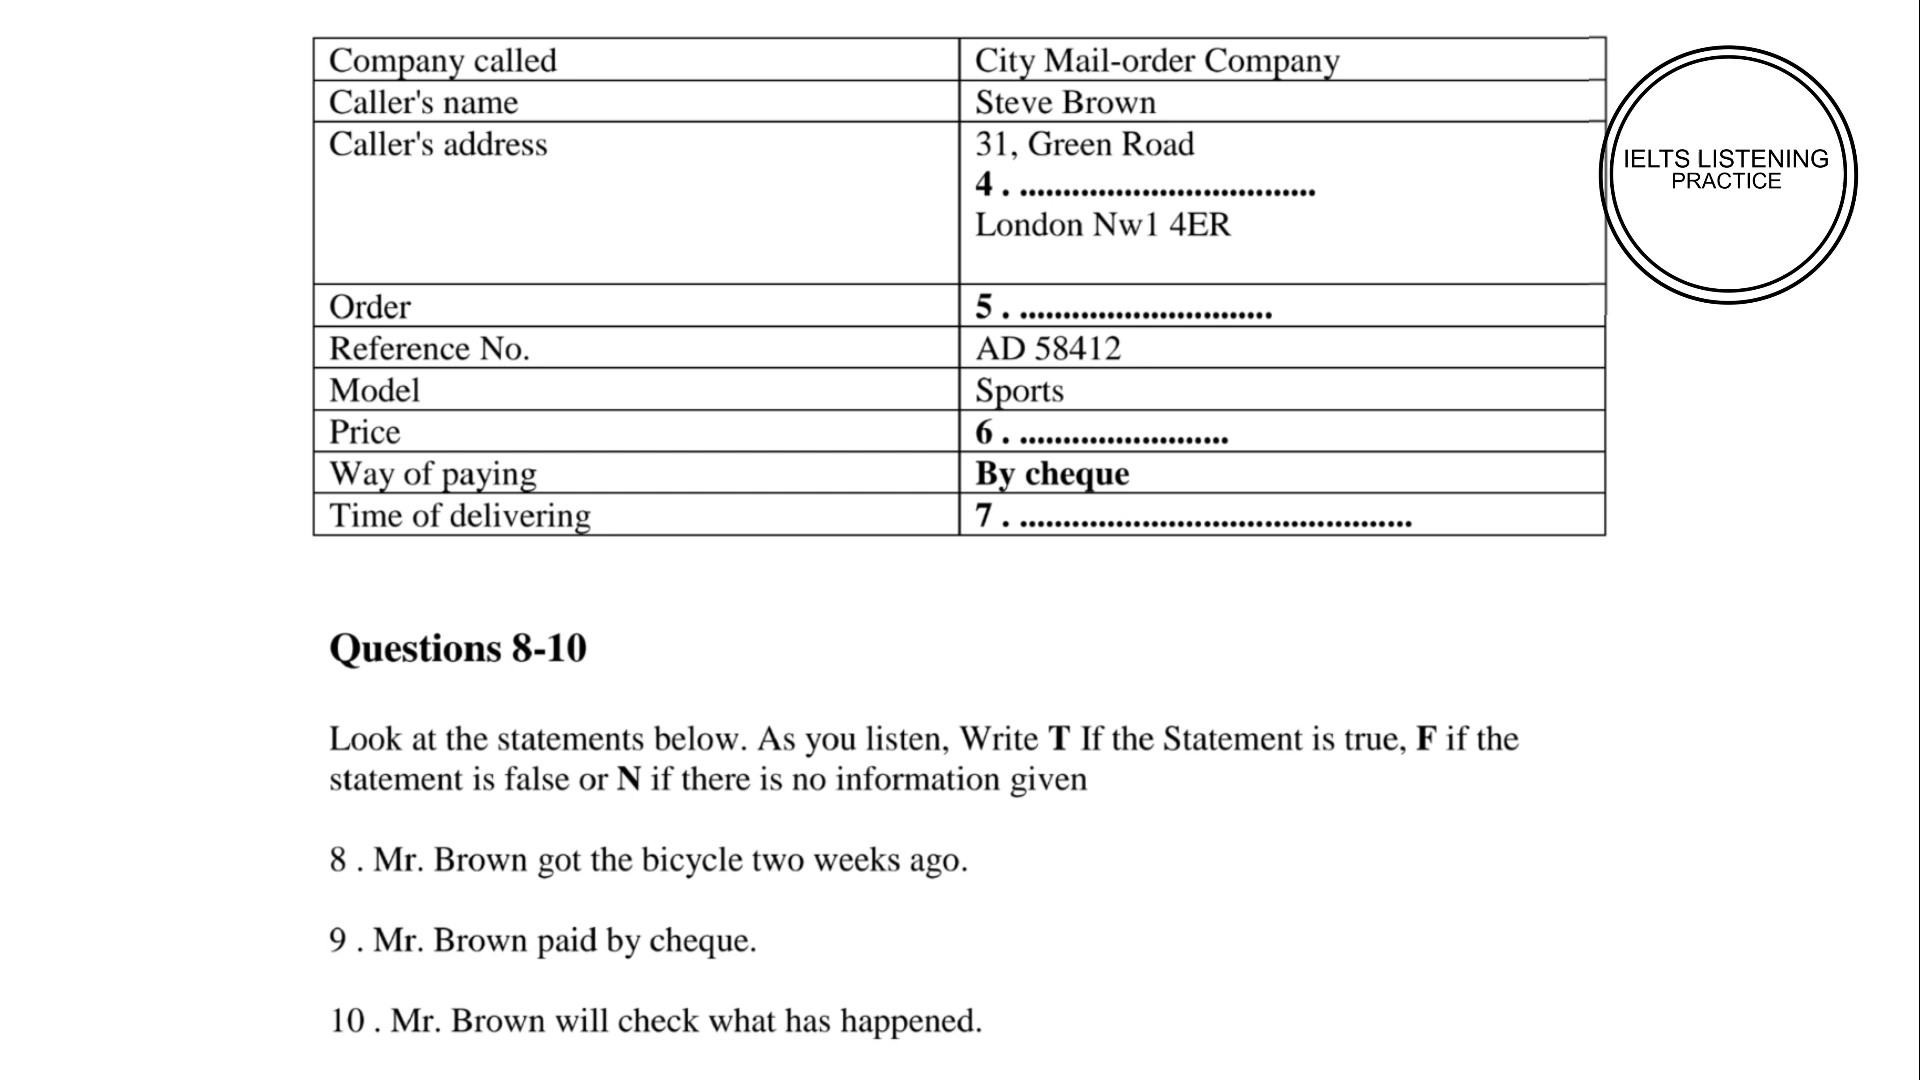 Company called City Mail-order Company
Caller's name Steve Brown
Caller's address 31, Green Road
4 . ..................................
London Nw1 4ER
Order 5 . .............................
Reference No. AD 58412
Model Sports
Price 6 . ........................
Way of paying By cheque
Time of delivering 7 . .............................................
IELTS LISTENING
PRACTICE
Questions 8-10
Look at the statements below. As you listen, Write T If the Statement is true, F if the
statement is false or N if there is no information given
8 . Mr. Brown got the bicycle two weeks ago.
9 . Mr. Brown paid by cheque.
10 . Mr. Brown will check what has happened.